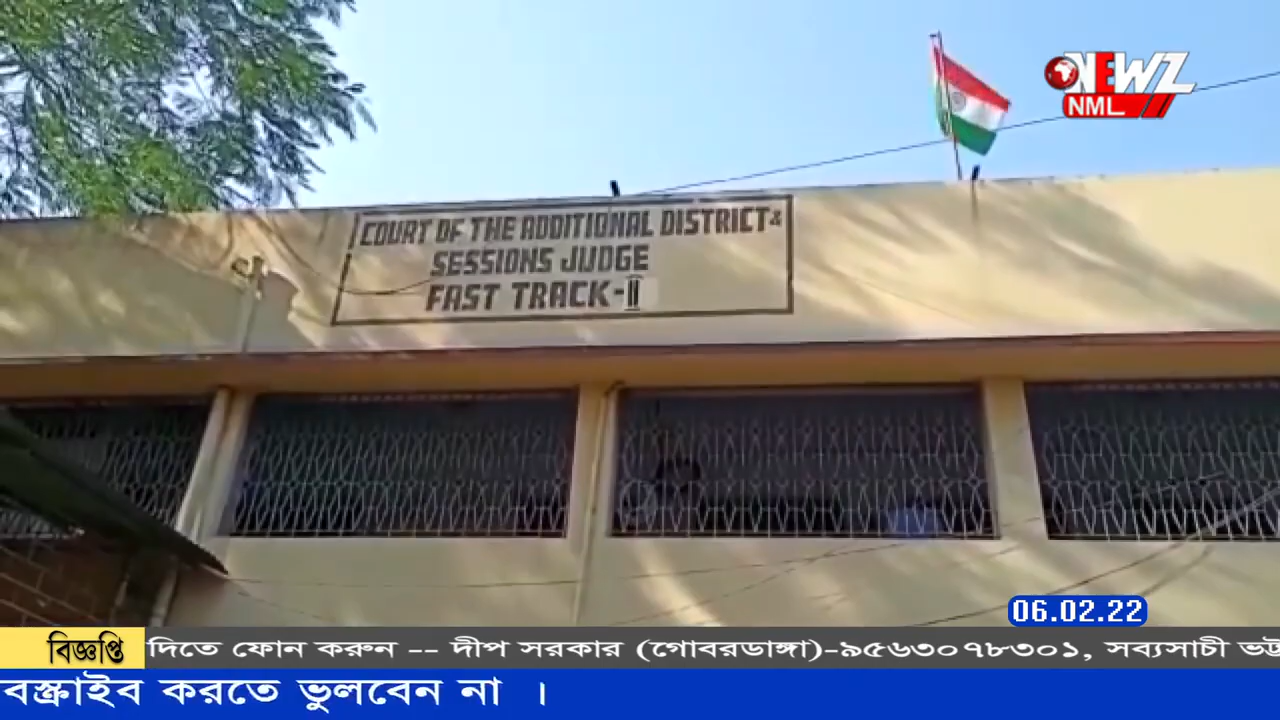 NEWZ
NML
COURT OF THE ADDITIONAL DISTRICT &
SESSIONS JUDGE
FAST TRACK-II
06.02.22
বিজ্ঞপ্তি
দিতে ফোন করুন -- দীপ সরকার (গোবরডাঙ্গা)-৯৫৬৩০৭৮৩০১, সব্যসাচী ভট্ট
বস্ক্রাইব করতে ভুলবেন না ।